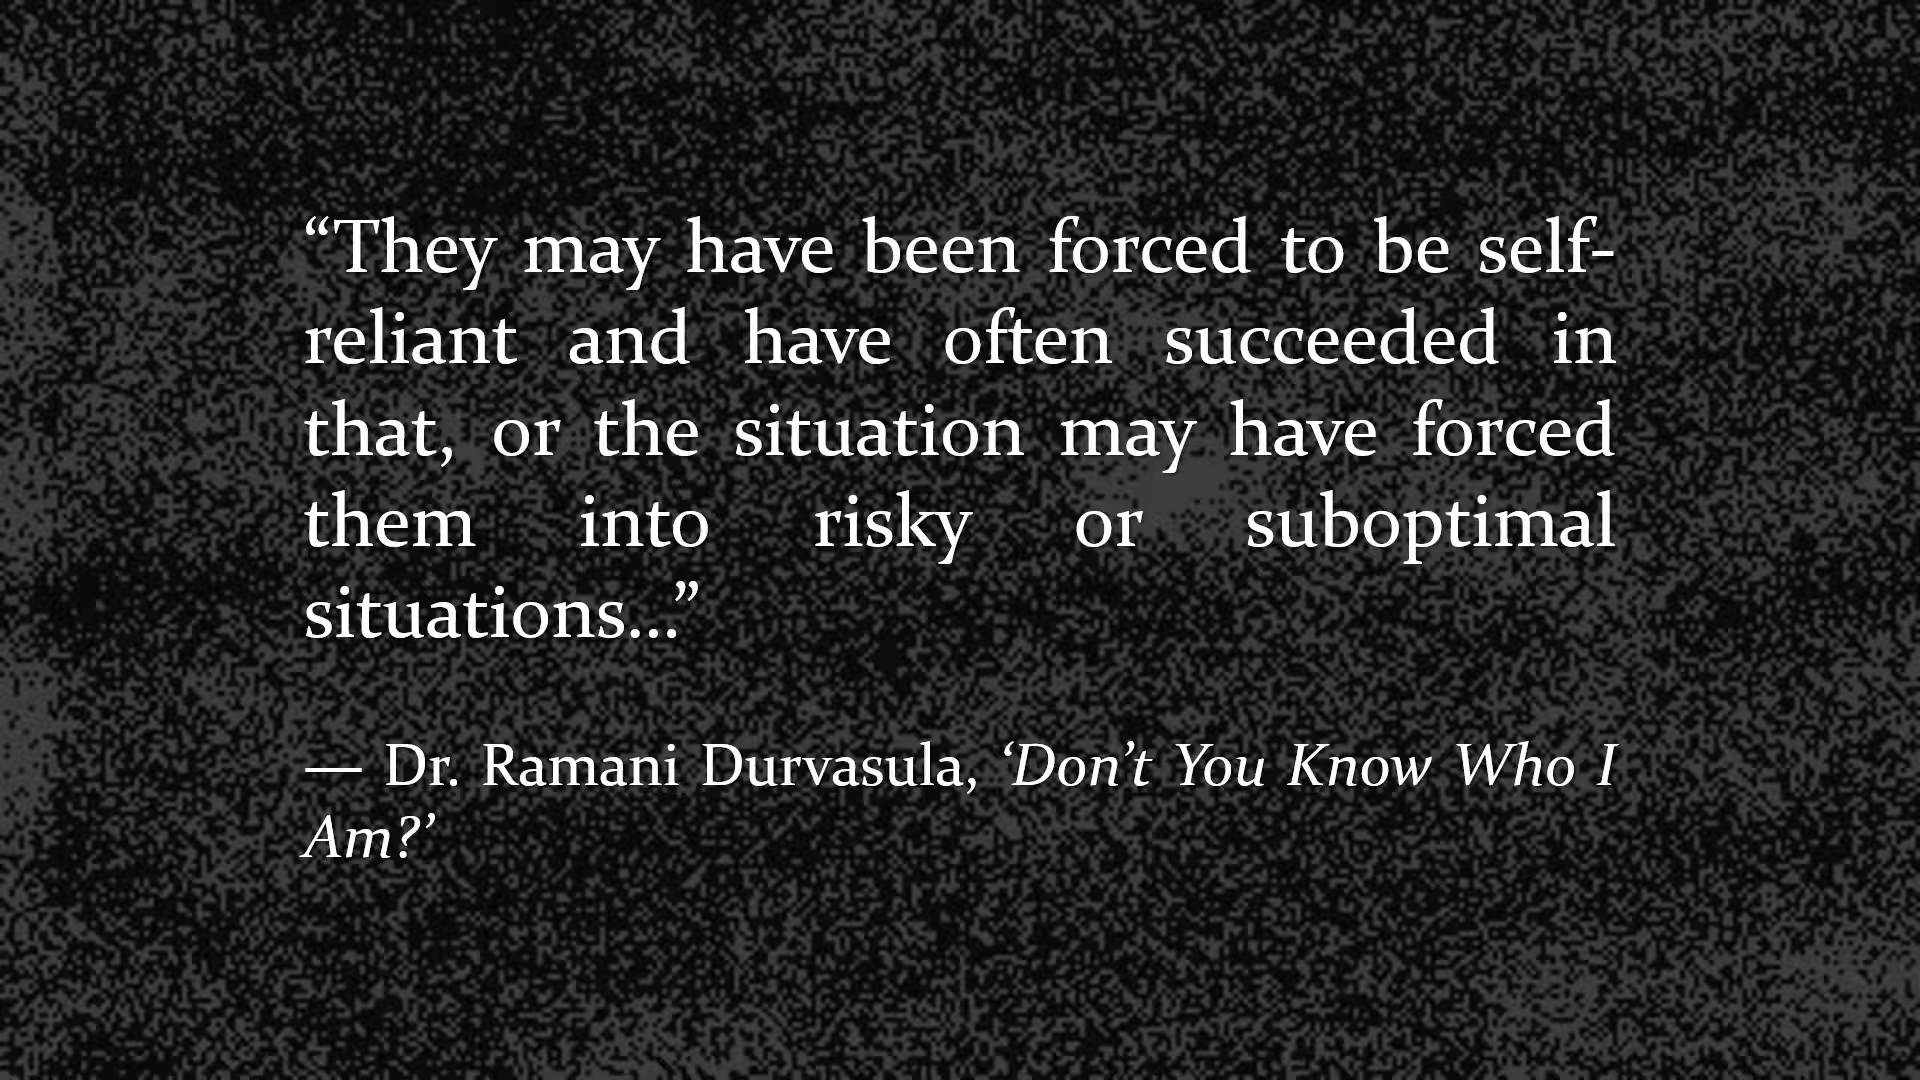 “They may have been forced to be self-
reliant and have often succeeded in
that, or the situation may have forced
them into risky or suboptimal
situations...”
— Dr. Ramani Durvasula, ‘Don’t You Know Who I
Am?’